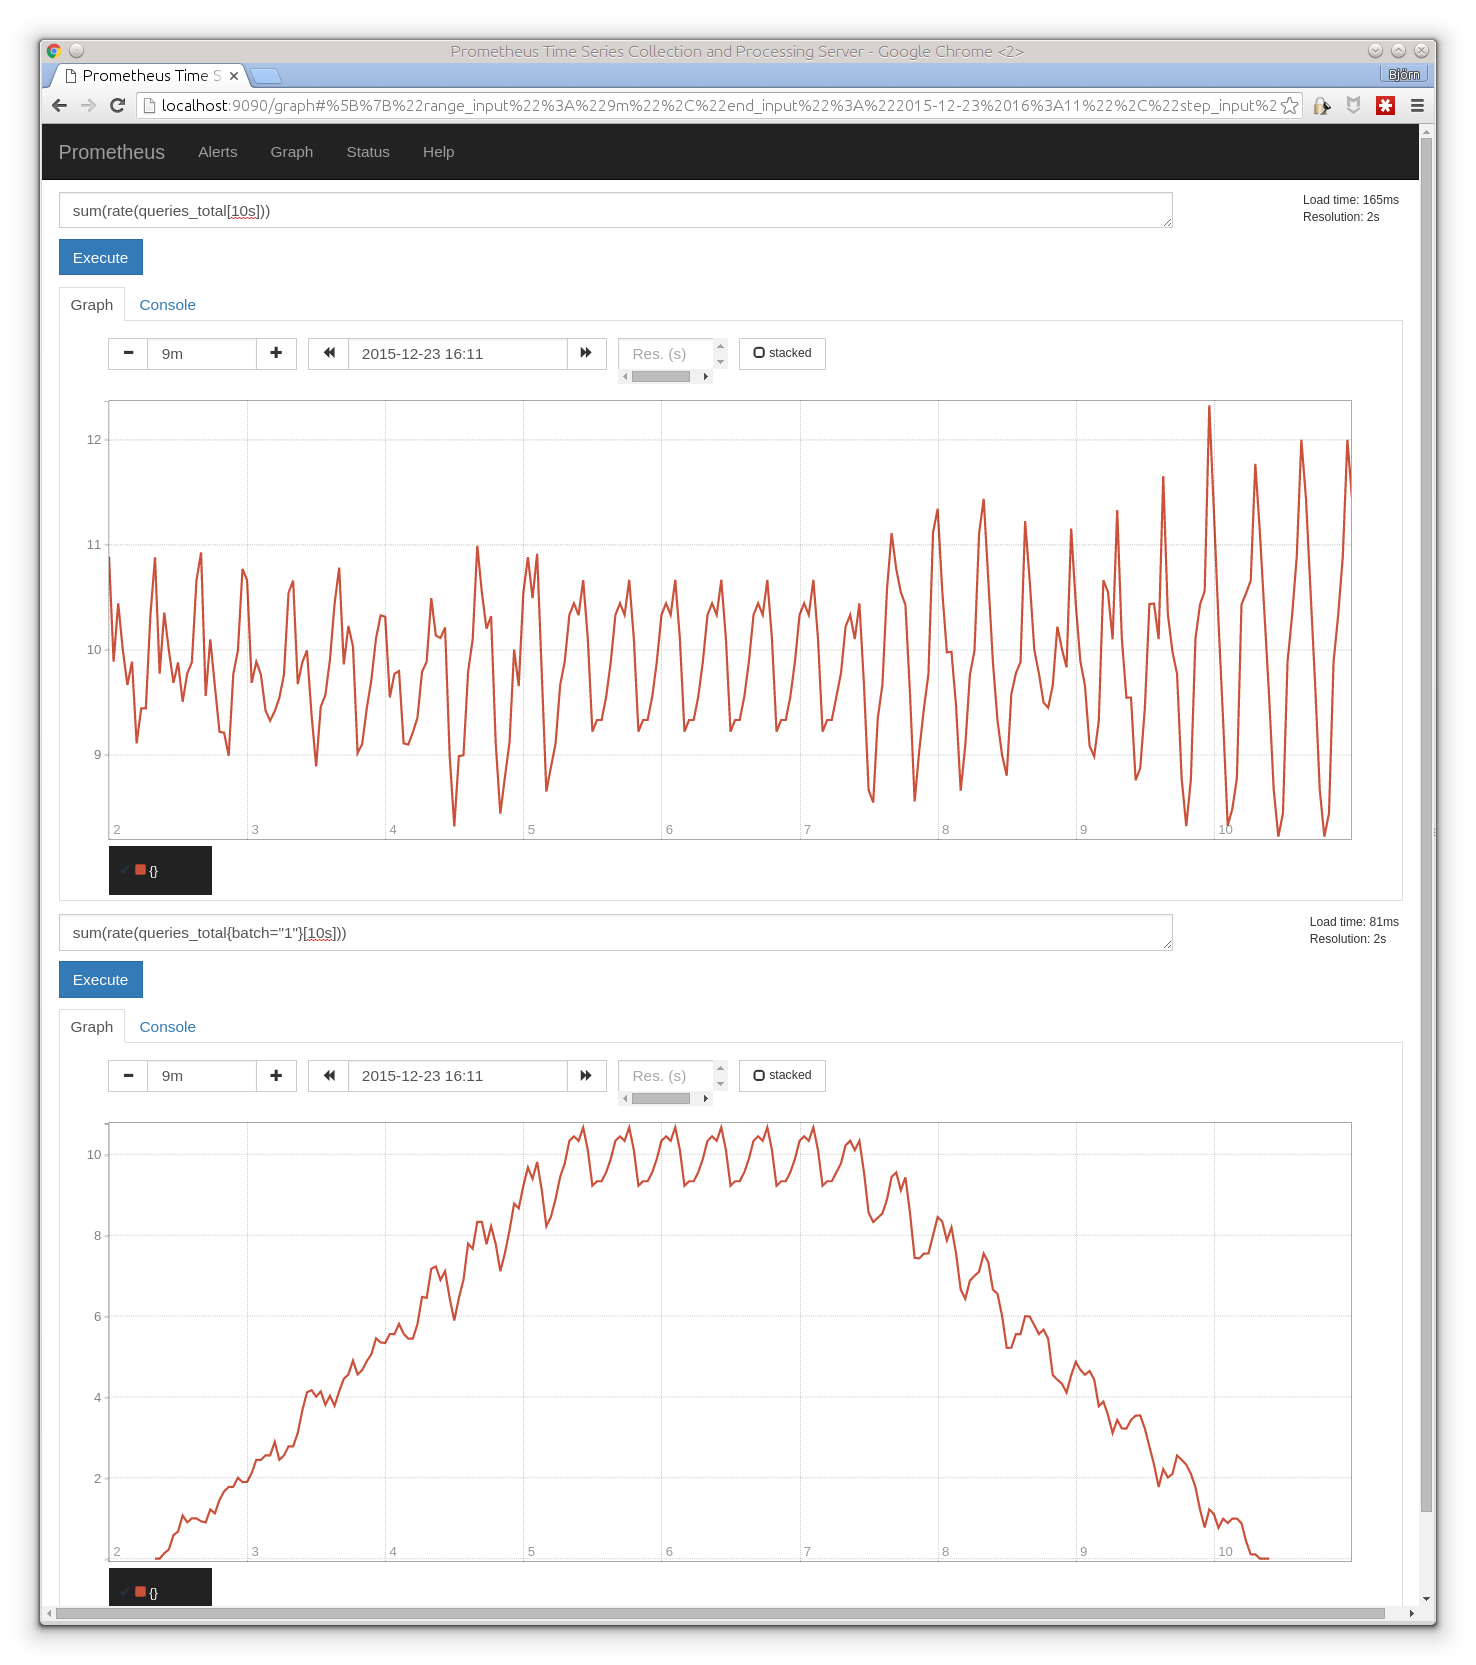 Prometheus Time Series Collection and Processing Server - Google Chrome <2>
Prometheus Time S
Björn
localhost:9090/graph#%5B%7B%22range_input%22%3A%229m%22%2C%22end_input%22%3A%222015-12-23%2016%3A11%22%2C%22step_input%2
Prometheus Alerts Graph Status Help
sum(rate(queries_total[10s]))
Load time: 165ms
Resolution: 2s
Execute
Graph Console
9m 2015-12-23 16:11 Res. (s) stacked
12
11
10
9
2 3 4 5 6 7 8 9 10
{}
sum(rate(queries_total{batch="1"}[10s]))
Load time: 81ms
Resolution: 2s
Execute
Graph Console
9m 2015-12-23 16:11 Res. (s) stacked
10
8
6
4
2
2 3 4 5 6 7 8 9 10
{}